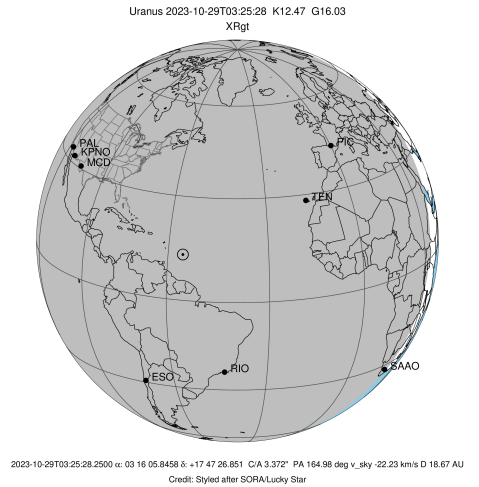 Uranus 2023-10-29T03:25:28 K12.47 G16.03
XRgt
PAL
KPNO
MCD
PIC
TEN
ESO
RIO
SAAO
2023-10-29T03:25:28.2500 α: 03 16 05.8458 δ: +17 47 26.851 C/A 3.372" PA 164.98 deg v_sky -22.23 km/s D 18.67 AU
Credit: Styled after SORA/Lucky Star